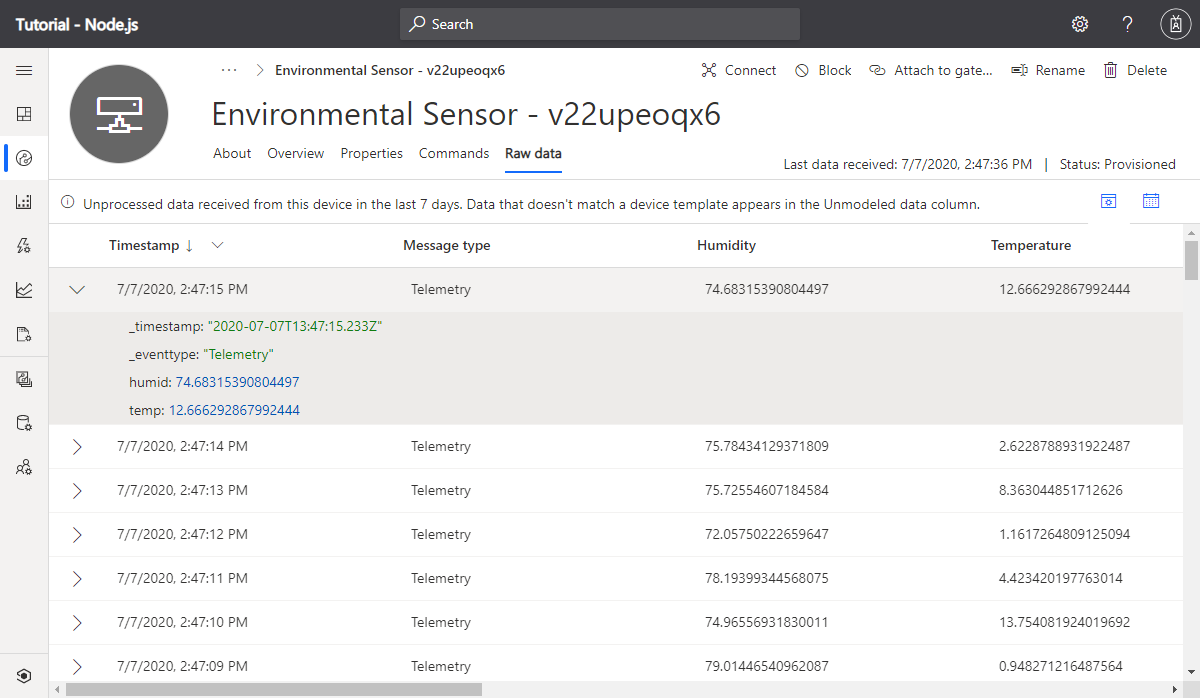 Tutorial - Node.js
Search
?
··· > Environmental Sensor - v22upeoqx6
Connect Block Attach to gate... Rename Delete
Environmental Sensor - v22upeoqx6
About Overview Properties Commands Raw data
Last data received: 7/7/2020, 2:47:36 PM | Status: Provisioned
Unprocessed data received from this device in the last 7 days. Data that doesn't match a device template appears in the Unmodeled data column.
Timestamp ↓ Message type Humidity Temperature
7/7/2020, 2:47:15 PM Telemetry 74.68315390804497 12.666292867992444
_timestamp: "2020-07-07T13:47:15.233Z"
_eventtype: "Telemetry"
humid: 74.68315390804497
temp: 12.666292867992444
7/7/2020, 2:47:14 PM Telemetry 75.78434129371809 2.6228788931922487
7/7/2020, 2:47:13 PM Telemetry 75.72554607184584 8.363044851712626
7/7/2020, 2:47:12 PM Telemetry 72.05750222659647 1.1617264809125094
7/7/2020, 2:47:11 PM Telemetry 78.19399344568075 4.423420197763014
7/7/2020, 2:47:10 PM Telemetry 74.96556931830011 13.754081924019692
7/7/2020, 2:47:09 PM Telemetry 79.01446540962087 0.948271216487564